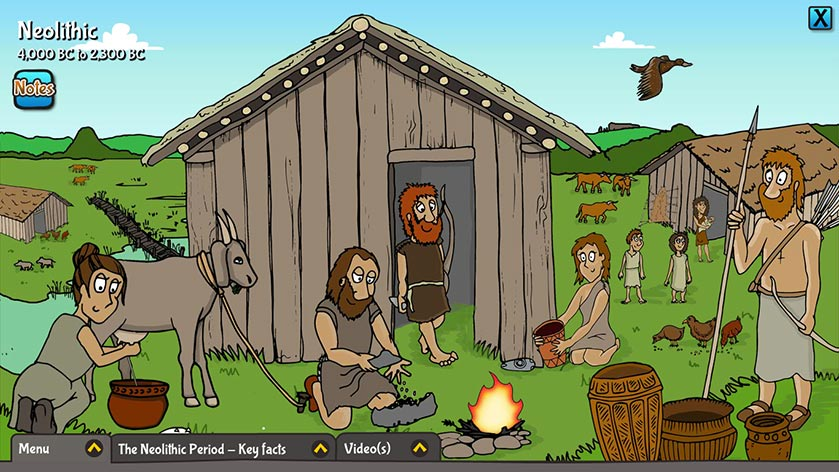 Neolithic
X
4,000 BC to 2,300 BC
Notes
Menu
The Neolithic Period – Key facts
Video(s)